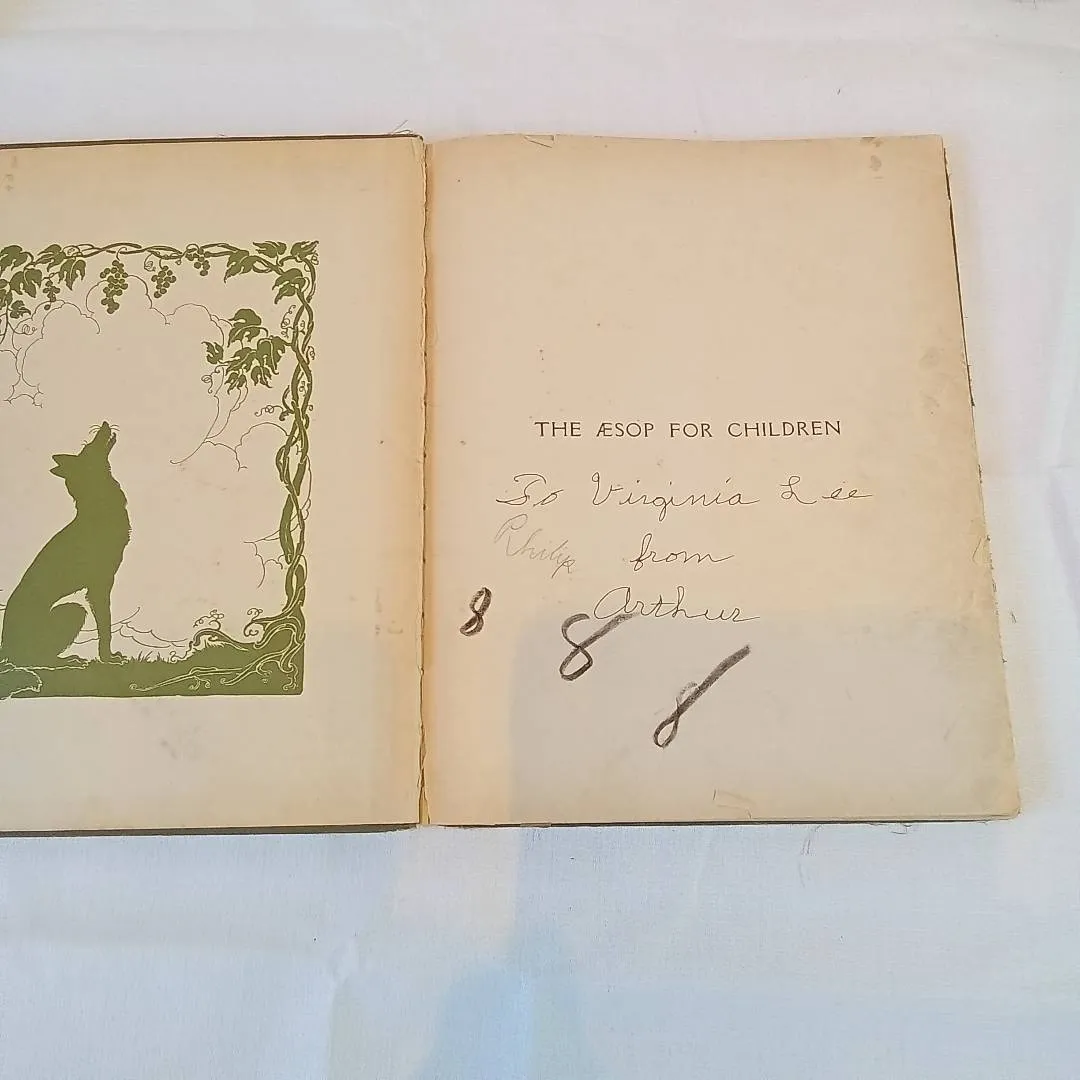 THE ÆSOP FOR CHILDREN
To Virginia Lee
Philip from
Arthur
8 8 8